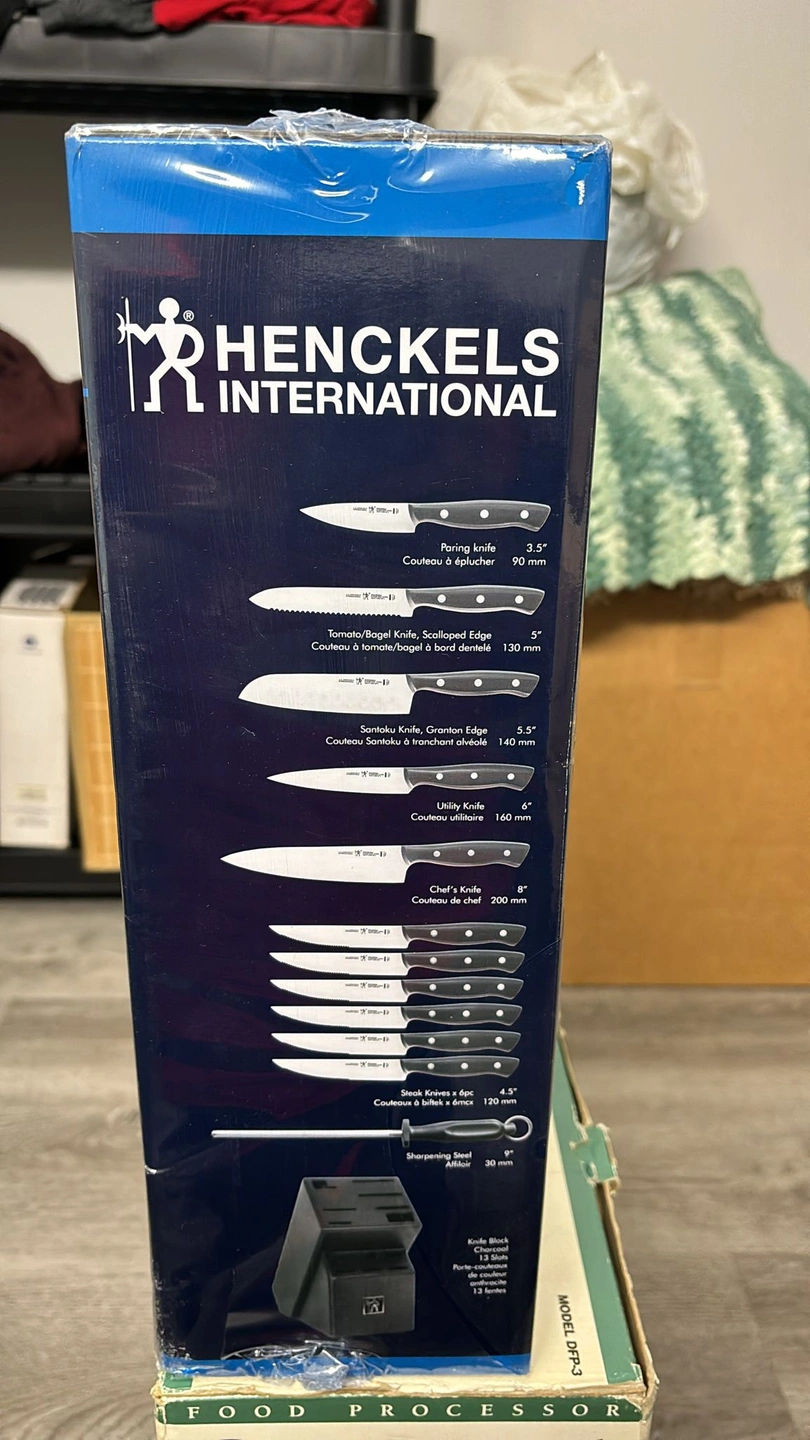 ®
HENCKELS
INTERNATIONAL
Paring knife 3.5"
Couteau à éplucher 90 mm
Tomato/Bagel Knife, Scalloped Edge 5"
Couteau à tomate/bagel à bord dentelé 130 mm
Santoku Knife, Granton Edge 5.5"
Couteau Santoku à tranchant alvéolé 140 mm
Utility Knife 6"
Couteau utilitaire 160 mm
Chef's Knife 8"
Couteau de chef 200 mm
Steak Knives x 6pc 4.5"
Couteaux à biftek x 6mcx 120 mm
Sharpening Steel 9"
Affiloir 30 mm
Knife Block
Charcoal
13 Slots
Porte-couteaux
de couleur
anthracite
13 fentes
MODEL DFP-3
FOOD PROCESSOR